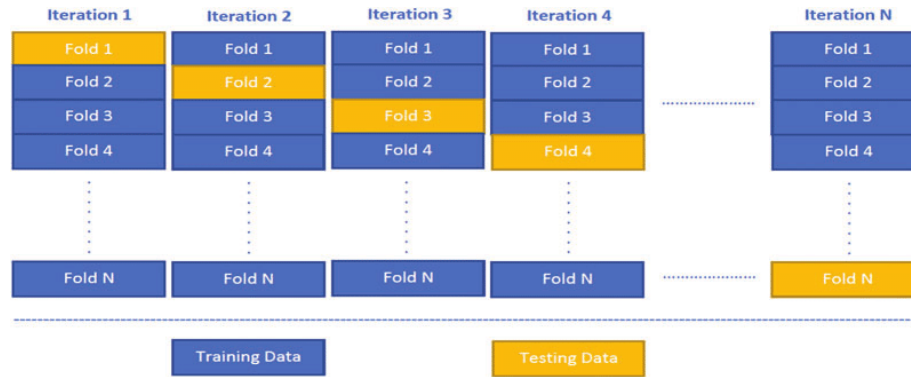 Iteration 1 Iteration 2 Iteration 3 Iteration 4 Iteration N
Fold 1 Fold 1 Fold 1 Fold 1 Fold 1
Fold 2 Fold 2 Fold 2 Fold 2 Fold 2
Fold 3 Fold 3 Fold 3 Fold 3 Fold 3
Fold 4 Fold 4 Fold 4 Fold 4 Fold 4
Fold N Fold N Fold N Fold N Fold N
Training Data Testing Data